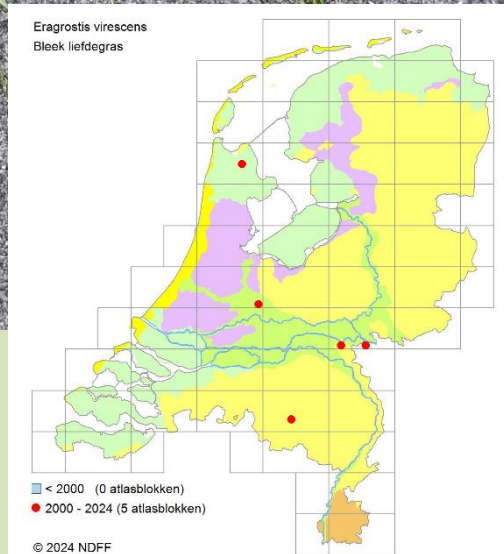 Eragrostis virescens
Bleek liefdegras
< 2000 (0 atlasblokken)
2000 - 2024 (5 atlasblokken)
© 2024 NDFF